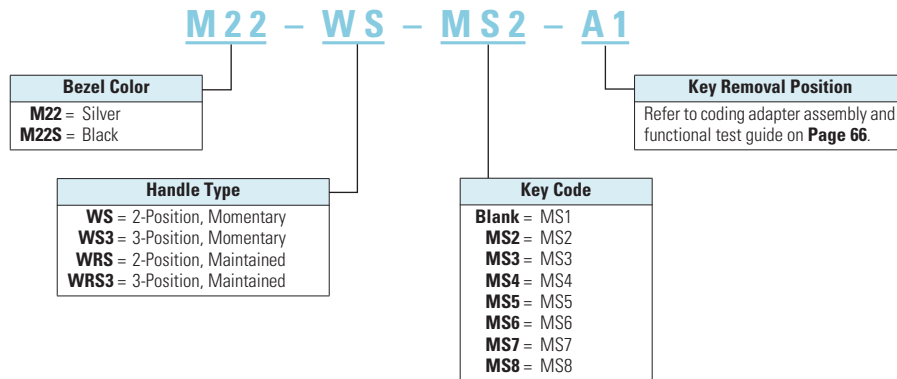 M22 – WS – MS2 – A1
Bezel Color
M22 = Silver
M22S = Black
Key Removal Position
Refer to coding adapter assembly and
functional test guide on Page 66.
Handle Type
WS = 2-Position, Momentary
WS3 = 3-Position, Momentary
WRS = 2-Position, Maintained
WRS3 = 3-Position, Maintained
Key Code
Blank = MS1
MS2 = MS2
MS3 = MS3
MS4 = MS4
MS5 = MS5
MS6 = MS6
MS7 = MS7
MS8 = MS8